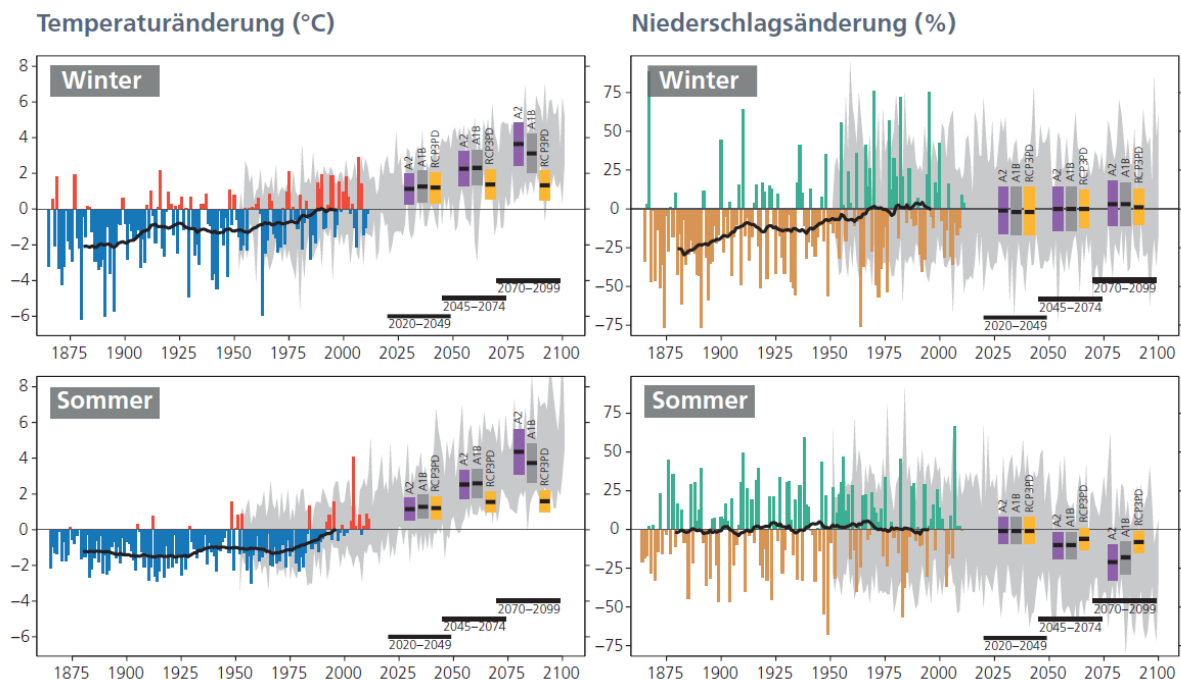 Temperaturänderung (°C)
Niederschlagsänderung (%)
8
6
4
2
0
−2
−4
−6
Winter
A2
A1B
RCP3PD
A2
A1B
RCP3PD
A2
A1B
RCP3PD
2070–2099
2045–2074
2020–2049
1875 1900 1925 1950 1975 2000 2025 2050 2075 2100
75
50
25
0
−25
−50
−75
Winter
A2
A1B
RCP3PD
A2
A1B
RCP3PD
A2
A1B
RCP3PD
2070–2099
2045–2074
2020–2049
1875 1900 1925 1950 1975 2000 2025 2050 2075 2100
8
6
4
2
0
−2
−4
−6
Sommer
A2
A1B
RCP3PD
A2
A1B
RCP3PD
A2
A1B
RCP3PD
2070–2099
2045–2074
2020–2049
1875 1900 1925 1950 1975 2000 2025 2050 2075 2100
75
50
25
0
−25
−50
−75
Sommer
A2
A1B
RCP3PD
A2
A1B
RCP3PD
A2
A1B
RCP3PD
2070–2099
2045–2074
2020–2049
1875 1900 1925 1950 1975 2000 2025 2050 2075 2100